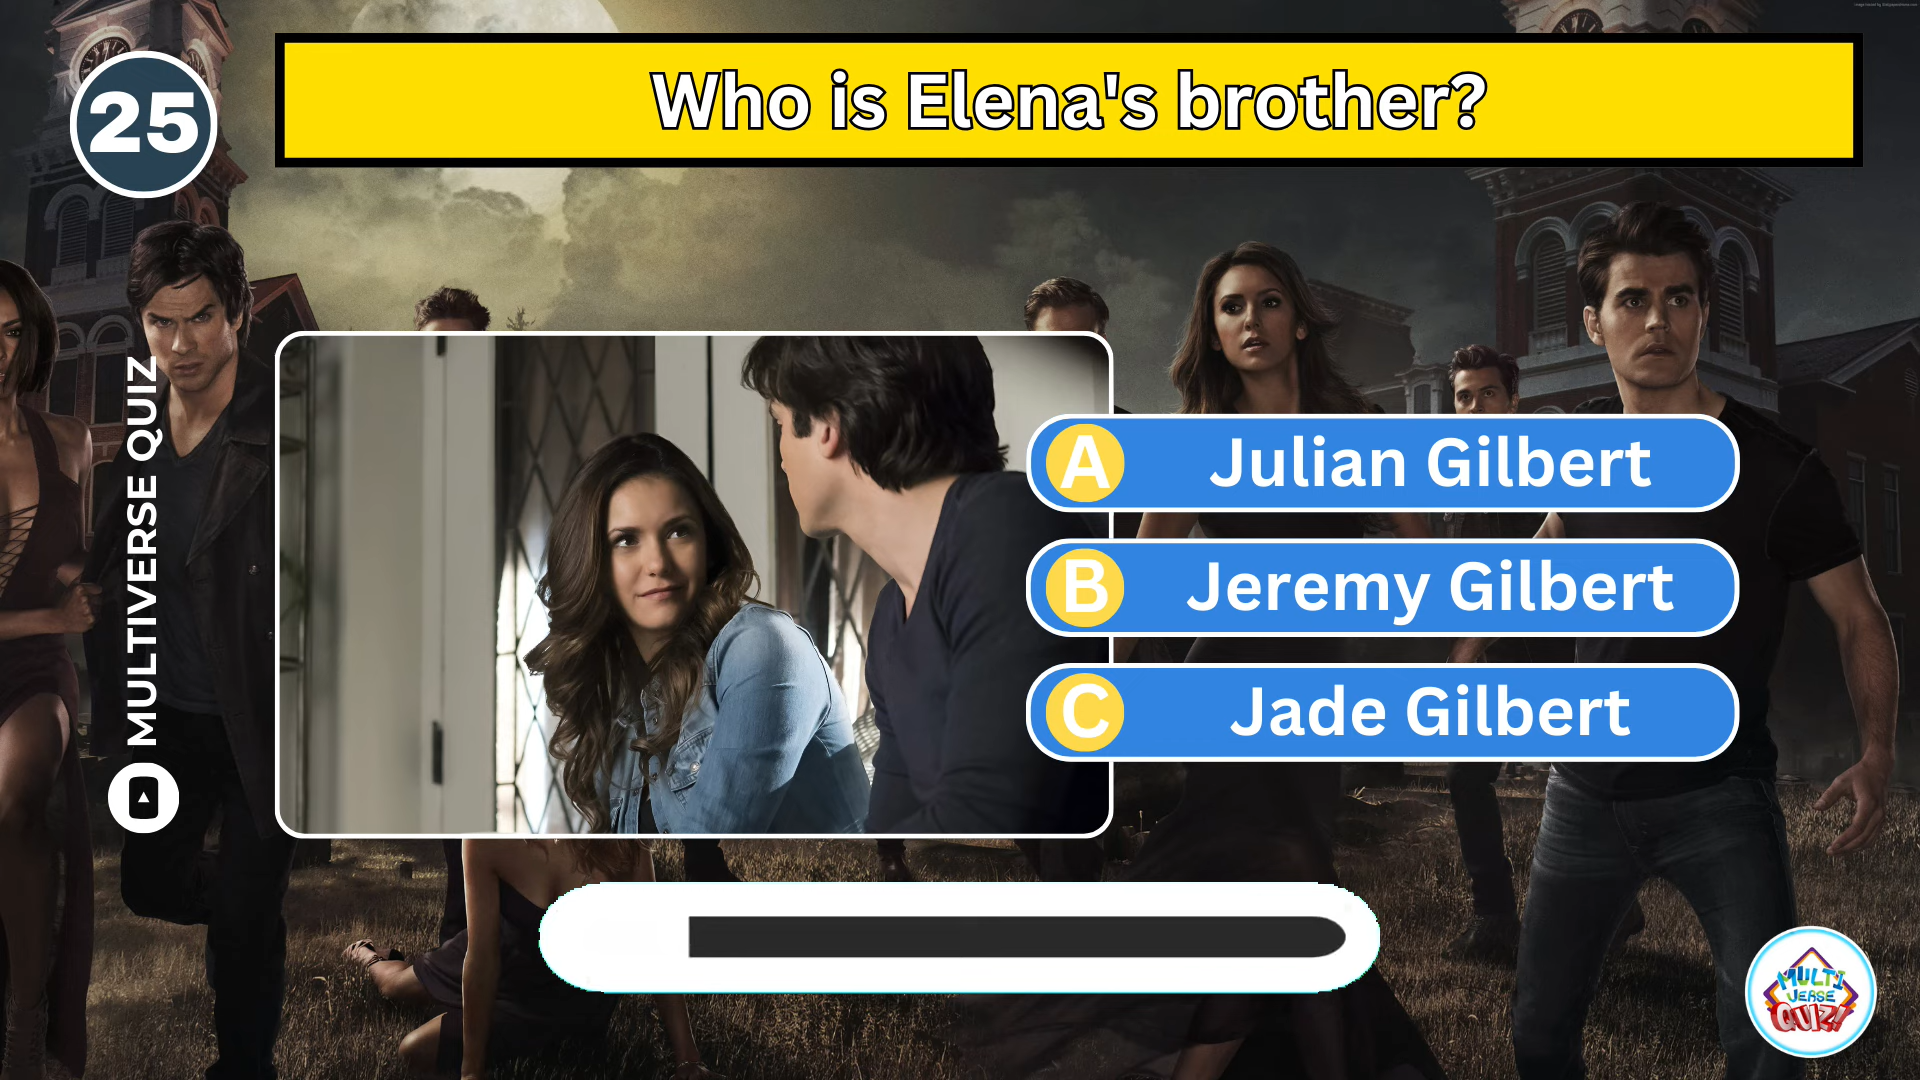 25
Who is Elena's brother?
MULTIVERSE QUIZ
A Julian Gilbert
B Jeremy Gilbert
C Jade Gilbert
MULTI
VERSE
QUIZ!